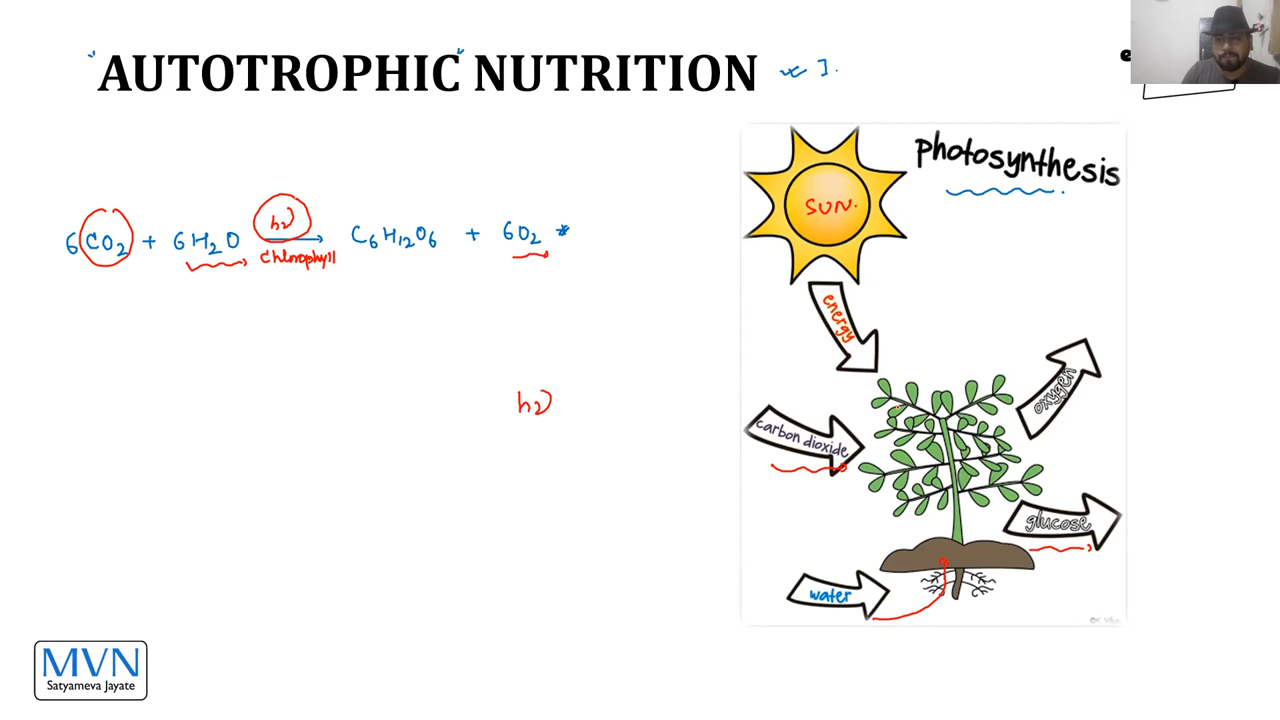 AUTOTROPHIC NUTRITION
photosynthesis
SUN.
energy
6CO2 + 6H2O hν chlorophyll C6H12O6 + 6O2 *
hν
carbon dioxide
oxygen
glucose
water
MVN
Satyameva Jayate